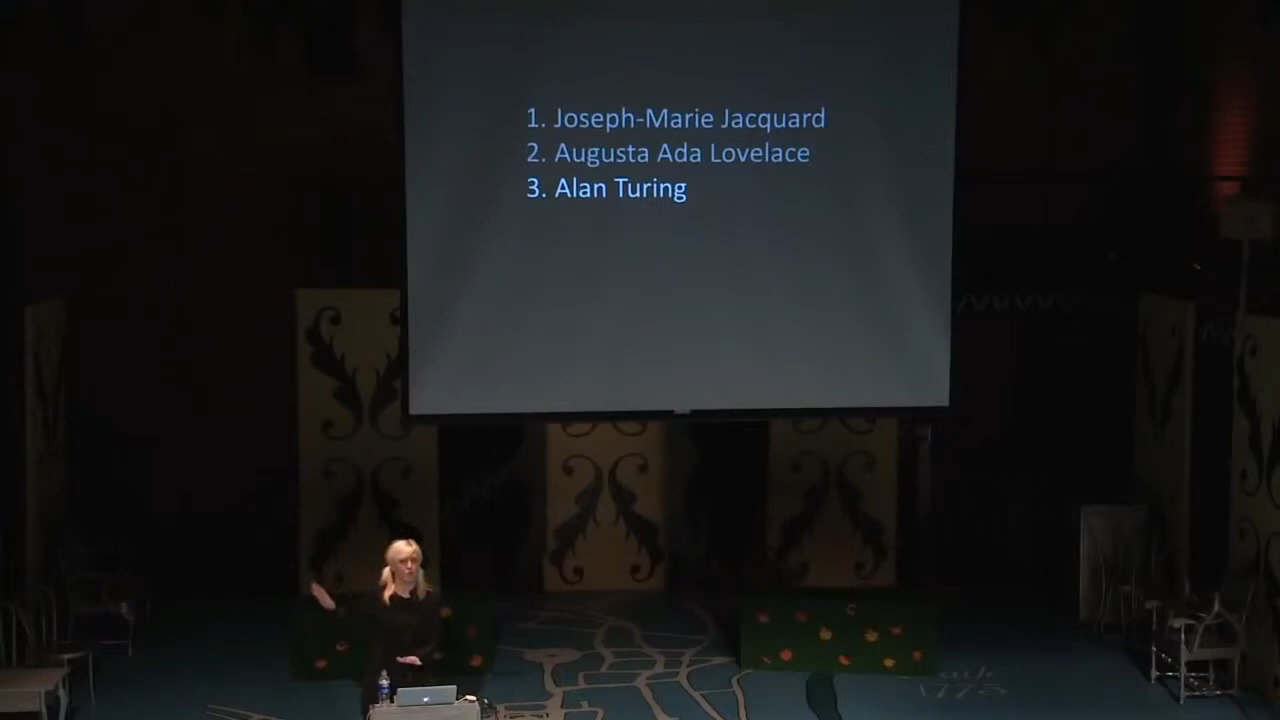 1. Joseph-Marie Jacquard
2. Augusta Ada Lovelace
3. Alan Turing